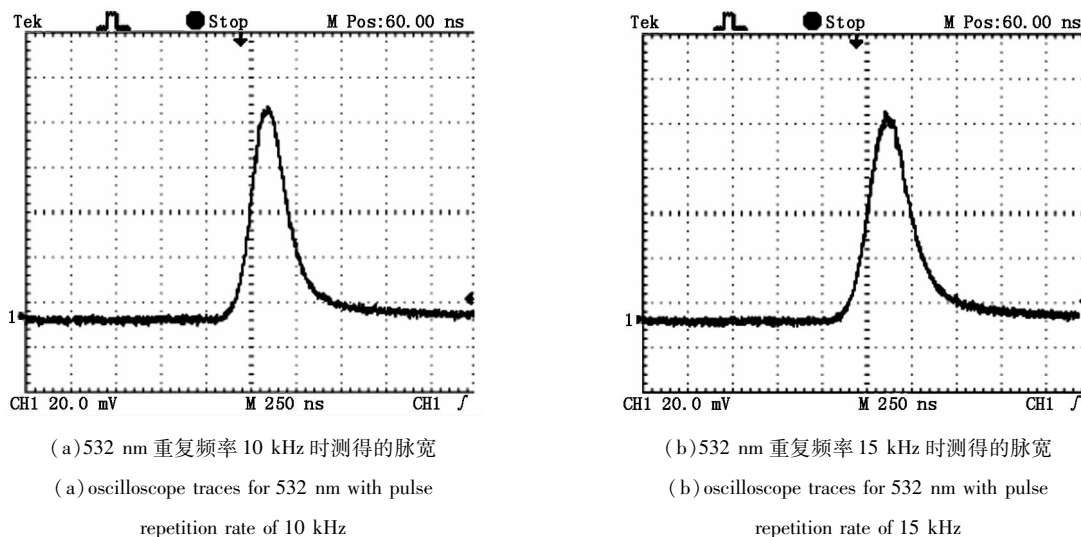 Tek Stop M Pos:60.00 ns
1
CH1 20.0 mV M 250 ns CH1
(a)532 nm 重复频率 10 kHz 时测得的脉宽
(a) oscilloscope traces for 532 nm with pulse
repetition rate of 10 kHz
Tek Stop M Pos:60.00 ns
1
CH1 20.0 mV M 250 ns CH1
(b)532 nm 重复频率 15 kHz 时测得的脉宽
(b) oscilloscope traces for 532 nm with pulse
repetition rate of 15 kHz